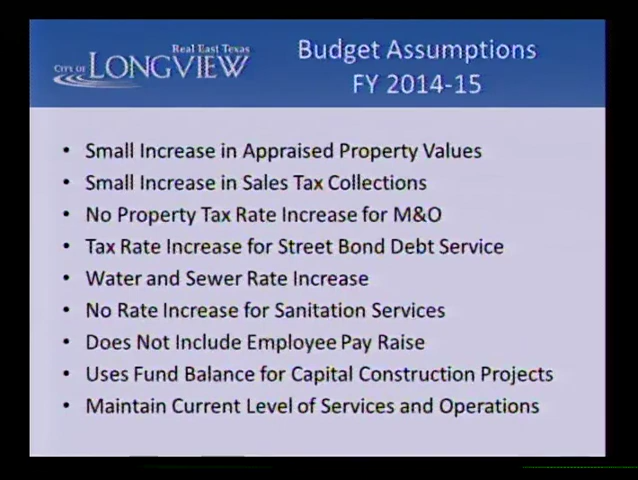 Real East Texas
CITY OF LONGVIEW
Budget Assumptions
FY 2014-15
• Small Increase in Appraised Property Values
• Small Increase in Sales Tax Collections
• No Property Tax Rate Increase for M&O
• Tax Rate Increase for Street Bond Debt Service
• Water and Sewer Rate Increase
• No Rate Increase for Sanitation Services
• Does Not Include Employee Pay Raise
• Uses Fund Balance for Capital Construction Projects
• Maintain Current Level of Services and Operations